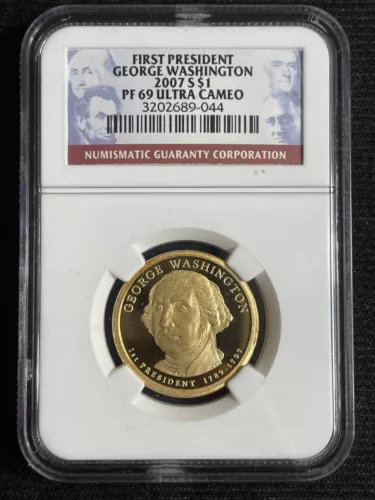 FIRST PRESIDENT
GEORGE WASHINGTON
2007 S $1
PF 69 ULTRA CAMEO
3202689-044
NUMISMATIC GUARANTY CORPORATION
GEORGE WASHINGTON
1st PRESIDENT 1789-1797